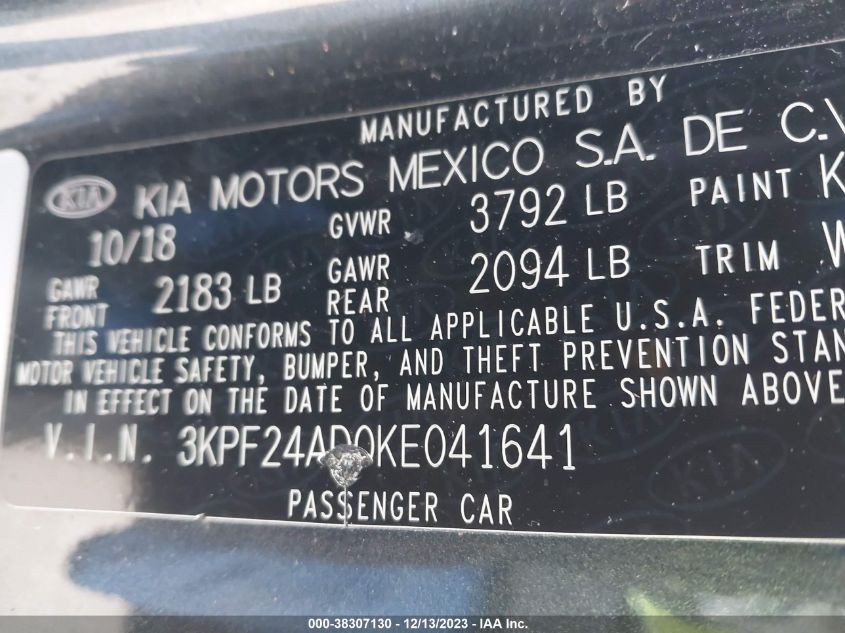 MANUFACTURED BY
KIA KIA MOTORS MEXICO S.A. DE C.V
10/18 GVWR 3792 LB PAINT K
GAWR FRONT 2183 LB GAWR REAR 2094 LB TRIM W
THIS VEHICLE CONFORMS TO ALL APPLICABLE U.S.A. FEDER
MOTOR VEHICLE SAFETY, BUMPER, AND THEFT PREVENTION STAN
IN EFFECT ON THE DATE OF MANUFACTURE SHOWN ABOVE
V.I.N. 3KPF24AD0KE041641
PASSENGER CAR
000-38307130 - 12/13/2023 - IAA Inc.